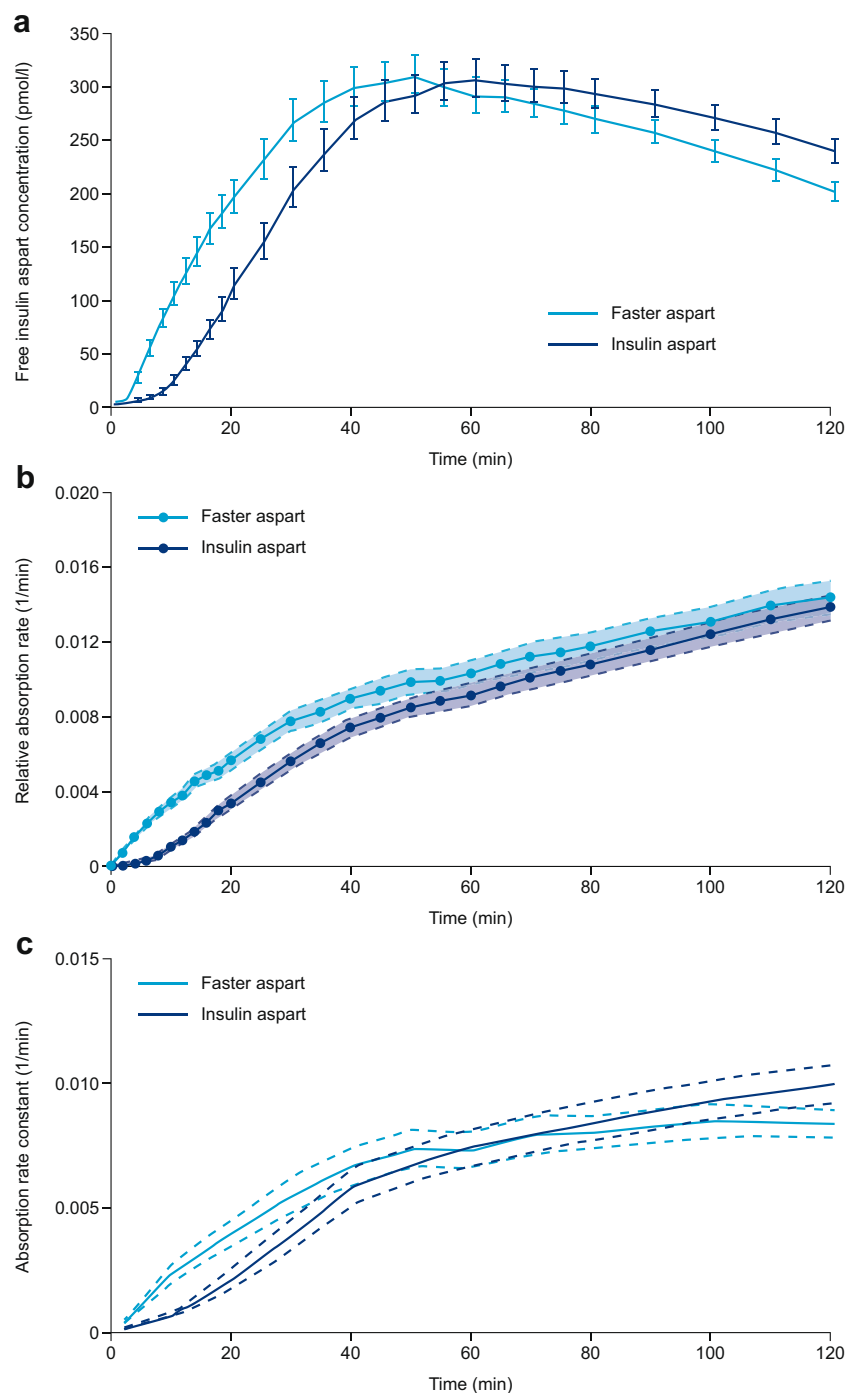 a
Free insulin aspart concentration (pmol/l)
350
300
250
200
150
100
50
0
Faster aspart
Insulin aspart
0 20 40 60 80 100 120
Time (min)
b
Relative absorption rate (1/min)
0.020
0.016
0.012
0.008
0.004
0
Faster aspart
Insulin aspart
0 20 40 60 80 100 120
Time (min)
c
Absorption rate constant (1/min)
0.015
0.010
0.005
0
Faster aspart
Insulin aspart
0 20 40 60 80 100 120
Time (min)